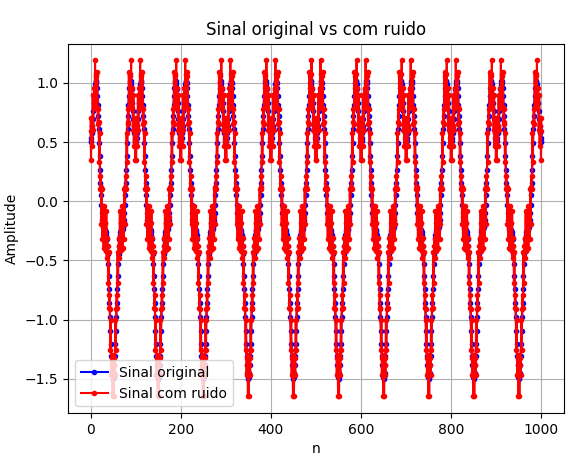 Sinal original vs com ruido
1.0
0.5
0.0
−0.5
−1.0
−1.5
Amplitude
Sinal original
Sinal com ruido
0 200 400 600 800 1000
n